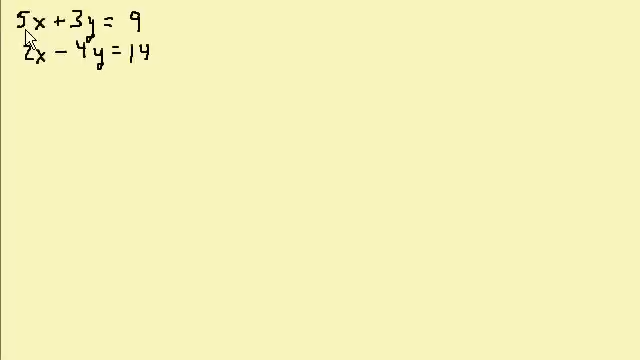 5x + 3y = 9
2x - 4y = 14